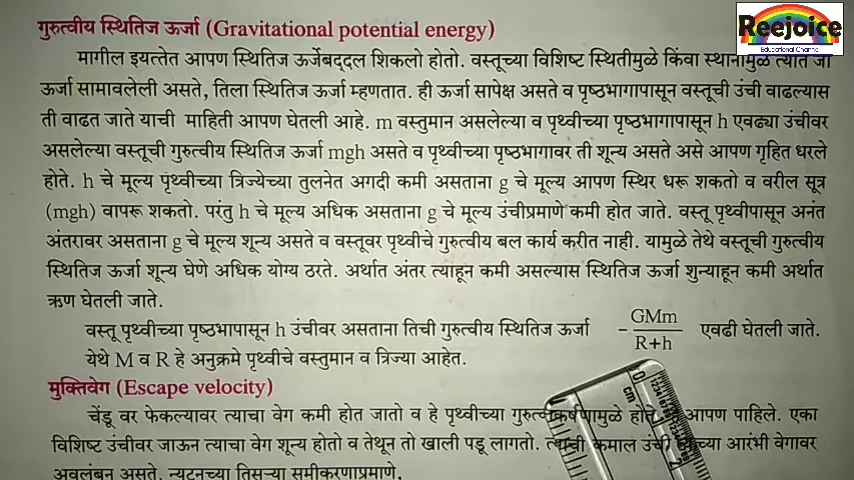 Reejoice
Educational Channel
गुरुत्वीय स्थितिज ऊर्जा (Gravitational potential energy)
मागील इयत्तेत आपण स्थितिज ऊर्जेबद्दल शिकलो होतो. वस्तूच्या विशिष्ट स्थितीमुळे किंवा स्थानामुळे त्यात जी
ऊर्जा सामावलेली असते, तिला स्थितिज ऊर्जा म्हणतात. ही ऊर्जा सापेक्ष असते व पृष्ठभागापासून वस्तूची उंची वाढल्यास
ती वाढत जाते याची माहिती आपण घेतली आहे. m वस्तुमान असलेल्या व पृथ्वीच्या पृष्ठभागापासून h एवढ्या उंचीवर
असलेल्या वस्तूची गुरुत्वीय स्थितिज ऊर्जा mgh असते व पृथ्वीच्या पृष्ठभागावर ती शून्य असते असे आपण गृहित धरले
होते. h चे मूल्य पृथ्वीच्या त्रिज्येच्या तुलनेत अगदी कमी असताना g चे मूल्य आपण स्थिर धरू शकतो व वरील सूत्र
(mgh) वापरू शकतो. परंतु h चे मूल्य अधिक असताना g चे मूल्य उंचीप्रमाणे कमी होत जाते. वस्तू पृथ्वीपासून अनंत
अंतरावर असताना g चे मूल्य शून्य असते व वस्तूवर पृथ्वीचे गुरुत्वीय बल कार्य करीत नाही. यामुळे तेथे वस्तूची गुरुत्वीय
स्थितिज ऊर्जा शून्य घेणे अधिक योग्य ठरते. अर्थात अंतर त्याहून कमी असल्यास स्थितिज ऊर्जा शुन्याहून कमी अर्थात
ऋण घेतली जाते.
वस्तू पृथ्वीच्या पृष्ठभापासून h उंचीवर असताना तिची गुरुत्वीय स्थितिज ऊर्जा - GMm / R+h एवढी घेतली जाते.
येथे M व R हे अनुक्रमे पृथ्वीचे वस्तुमान व त्रिज्या आहेत.
मुक्तिवेग (Escape velocity)
चेंडू वर फेकल्यावर त्याचा वेग कमी होत जातो व हे पृथ्वीच्या गुरुत्वाकर्षणामुळे होते आपण पाहिले. एका
विशिष्ट उंचीवर जाऊन त्याचा वेग शून्य होतो व तेथून तो खाली पडू लागतो. त्याची कमाल उंची त्याच्या आरंभी वेगावर
अवलंबून असते. न्यूटनच्या तिसऱ्या समीकरणाप्रमाणे,
0
cm